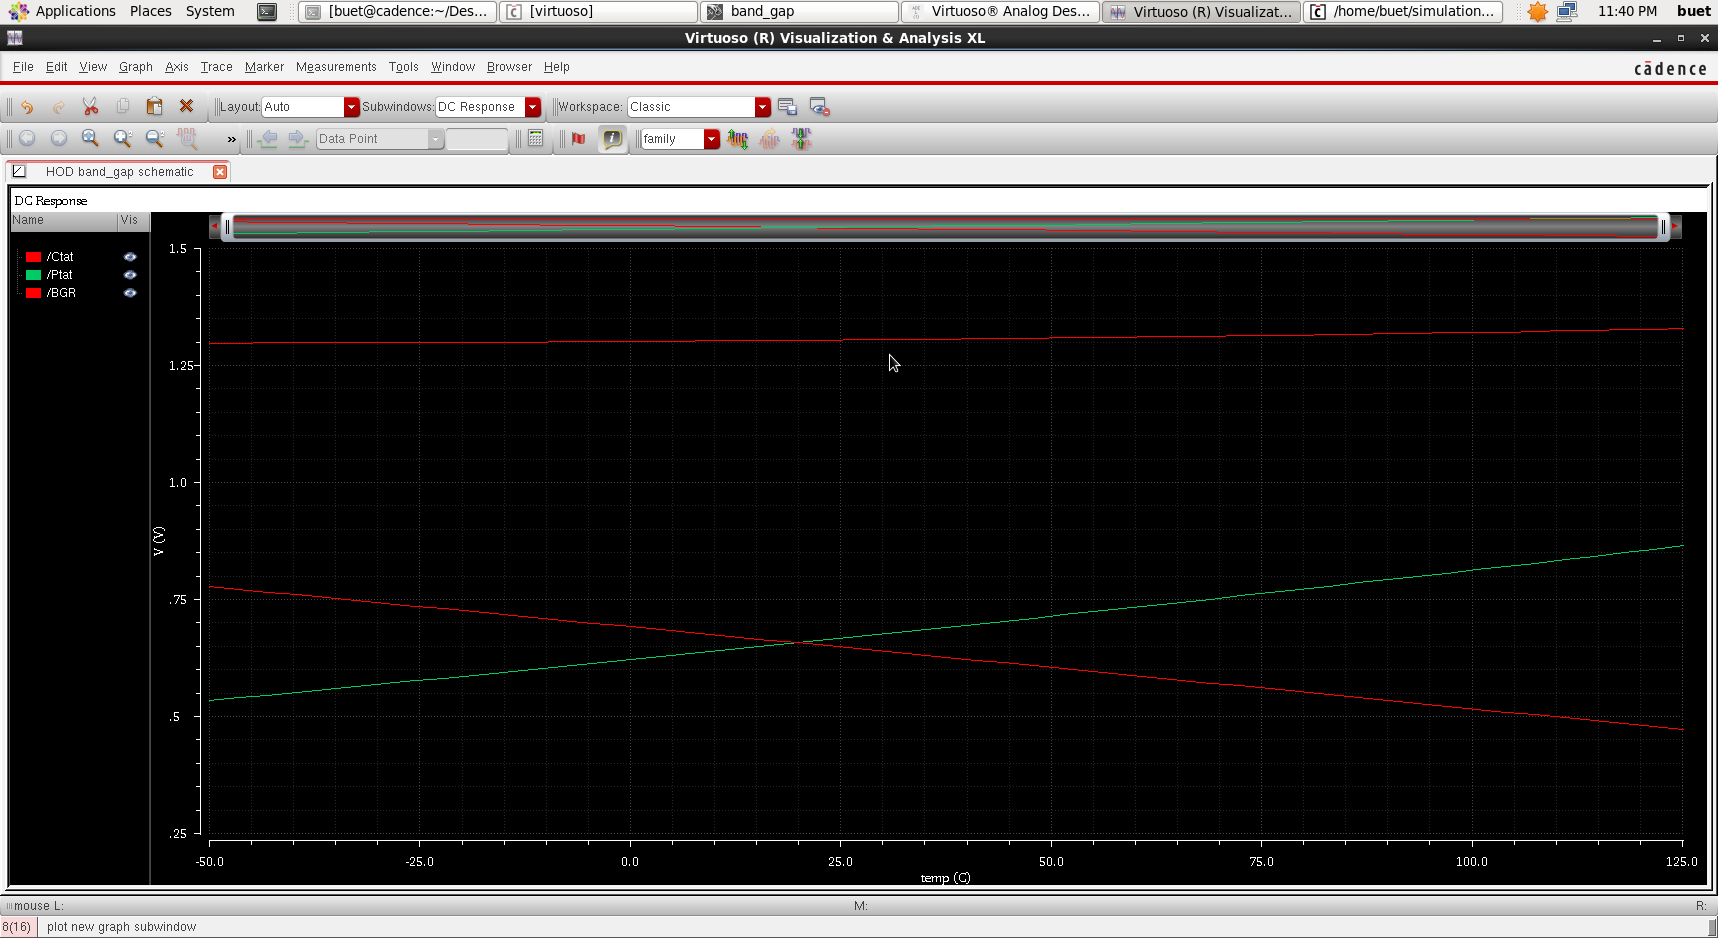 Applications Places System [buet@cadence:~/Des... [virtuoso] band_gap Virtuoso® Analog Des... Virtuoso (R) Visualizat... /home/buet/simulation... 11:40 PM buet
Virtuoso (R) Visualization & Analysis XL
File Edit View Graph Axis Trace Marker Measurements Tools Window Browser Help
cādence
Layout: Auto Subwindows: DC Response Workspace: Classic
» Data Point family
HOD band_gap schematic
DC Response
Name Vis
/Ctat
/Ptat
/BGR
1.5
1.25
1.0
.75
.5
.25
V (V)
-50.0 -25.0 0.0 25.0 50.0 75.0 100.0 125.0
temp (C)
mouse L: M: R:
8(16) plot new graph subwindow